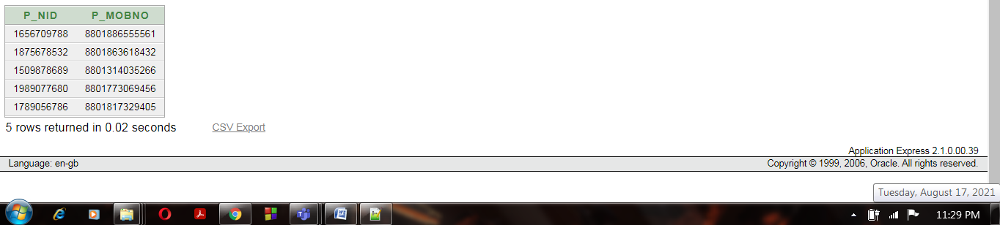 P_NID P_MOBNO
1656709788 8801886555561
1875678532 8801863618432
1509878689 8801314035266
1989077680 8801773069456
1789056786 8801817329405
5 rows returned in 0.02 seconds CSV Export
Application Express 2.1.0.00.39
Language: en-gb Copyright © 1999, 2006, Oracle. All rights reserved.
Tuesday, August 17, 2021
11:29 PM